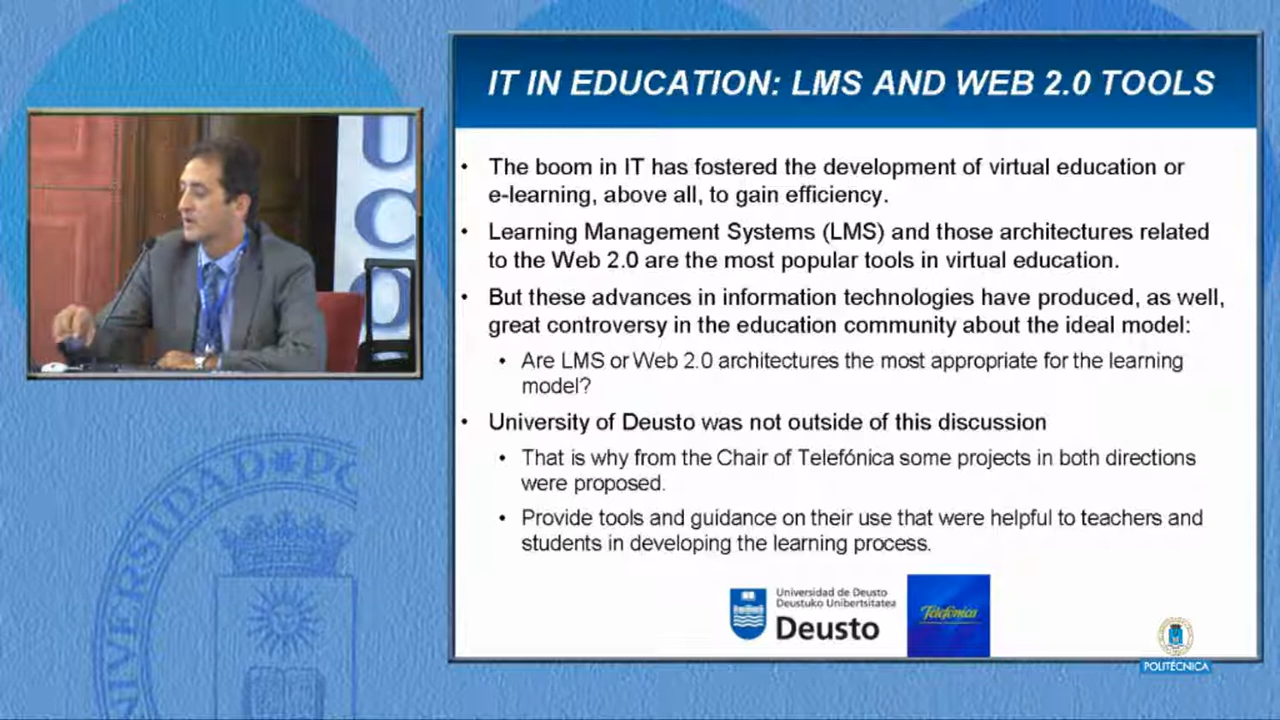 IT IN EDUCATION: LMS AND WEB 2.0 TOOLS
• The boom in IT has fostered the development of virtual education or
e-learning, above all, to gain efficiency.
• Learning Management Systems (LMS) and those architectures related
to the Web 2.0 are the most popular tools in virtual education.
• But these advances in information technologies have produced, as well,
great controversy in the education community about the ideal model:
• Are LMS or Web 2.0 architectures the most appropriate for the learning
model?
• University of Deusto was not outside of this discussion
• That is why from the Chair of Telefónica some projects in both directions
were proposed.
• Provide tools and guidance on their use that were helpful to teachers and
students in developing the learning process.
Universidad de Deusto
Deustuko Unibertsitatea
Deusto
Telefónica
POLITÉCNICA
UCO